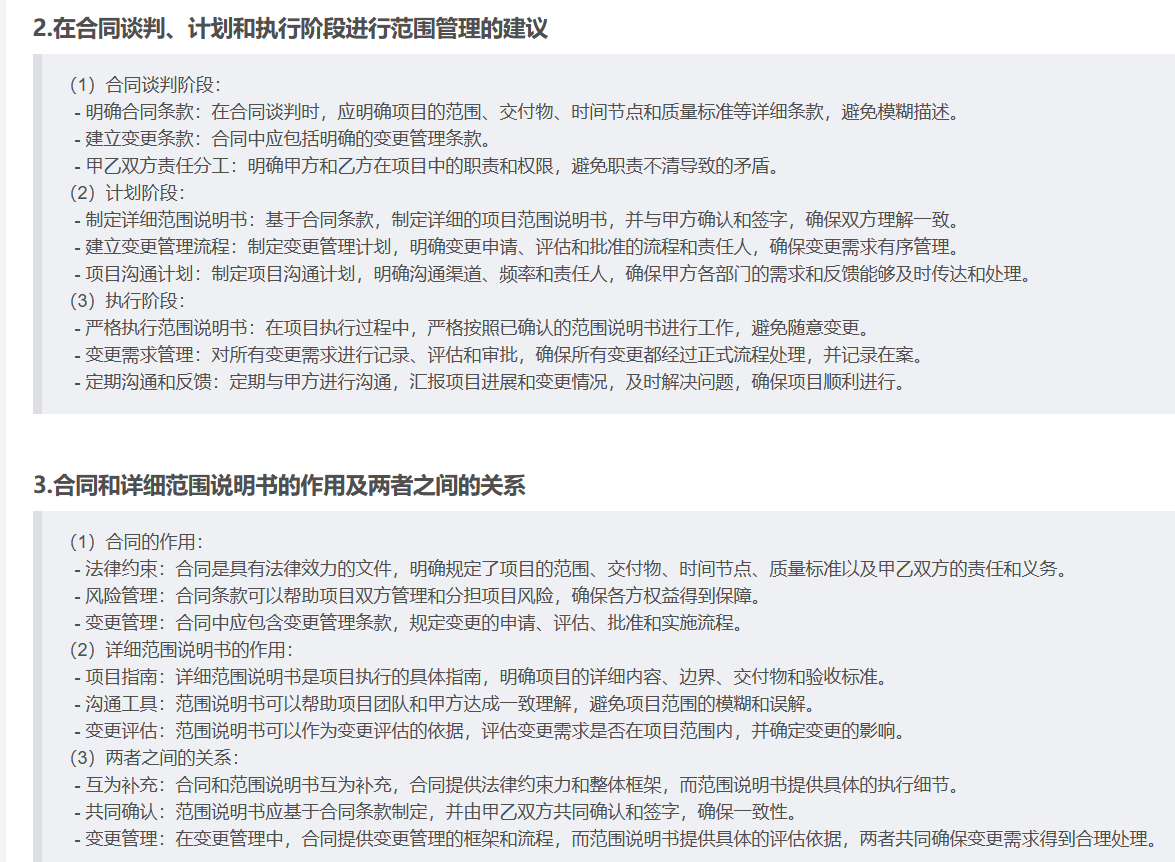 2.在合同谈判、计划和执行阶段进行范围管理的建议
（1）合同谈判阶段：
- 明确合同条款：在合同谈判时，应明确项目的范围、交付物、时间节点和质量标准等详细条款，避免模糊描述。
- 建立变更条款：合同中应包括明确的变更管理条款。
- 甲乙双方责任分工：明确甲方和乙方在项目中的职责和权限，避免职责不清导致的矛盾。
（2）计划阶段：
- 制定详细范围说明书：基于合同条款，制定详细的项目范围说明书，并与甲方确认和签字，确保双方理解一致。
- 建立变更管理流程：制定变更管理计划，明确变更申请、评估和批准的流程和责任人，确保变更需求有序管理。
- 项目沟通计划：制定项目沟通计划，明确沟通渠道、频率和责任人，确保甲方各部门的需求和反馈能够及时传达和处理。
（3）执行阶段：
- 严格执行范围说明书：在项目执行过程中，严格按照已确认的范围说明书进行工作，避免随意变更。
- 变更需求管理：对所有变更需求进行记录、评估和审批，确保所有变更都经过正式流程处理，并记录在案。
- 定期沟通和反馈：定期与甲方进行沟通，汇报项目进展和变更情况，及时解决问题，确保项目顺利进行。
3.合同和详细范围说明书的作用及两者之间的关系
（1）合同的作用：
- 法律约束：合同是具有法律效力的文件，明确规定了项目的范围、交付物、时间节点、质量标准以及甲乙双方的责任和义务。
- 风险管理：合同条款可以帮助项目双方管理和分担项目风险，确保各方权益得到保障。
- 变更管理：合同中应包含变更管理条款，规定变更的申请、评估、批准和实施流程。
（2）详细范围说明书的作用：
- 项目指南：详细范围说明书是项目执行的具体指南，明确项目的详细内容、边界、交付物和验收标准。
- 沟通工具：范围说明书可以帮助项目团队和甲方达成一致理解，避免项目范围的模糊和误解。
- 变更评估：范围说明书可以作为变更评估的依据，评估变更需求是否在项目范围内，并确定变更的影响。
（3）两者之间的关系：
- 互为补充：合同和范围说明书互为补充，合同提供法律约束力和整体框架，而范围说明书提供具体的执行细节。
- 共同确认：范围说明书应基于合同条款制定，并由甲乙双方共同确认和签字，确保一致性。
- 变更管理：在变更管理中，合同提供变更管理的框架和流程，而范围说明书提供具体的评估依据，两者共同确保变更需求得到合理处理。